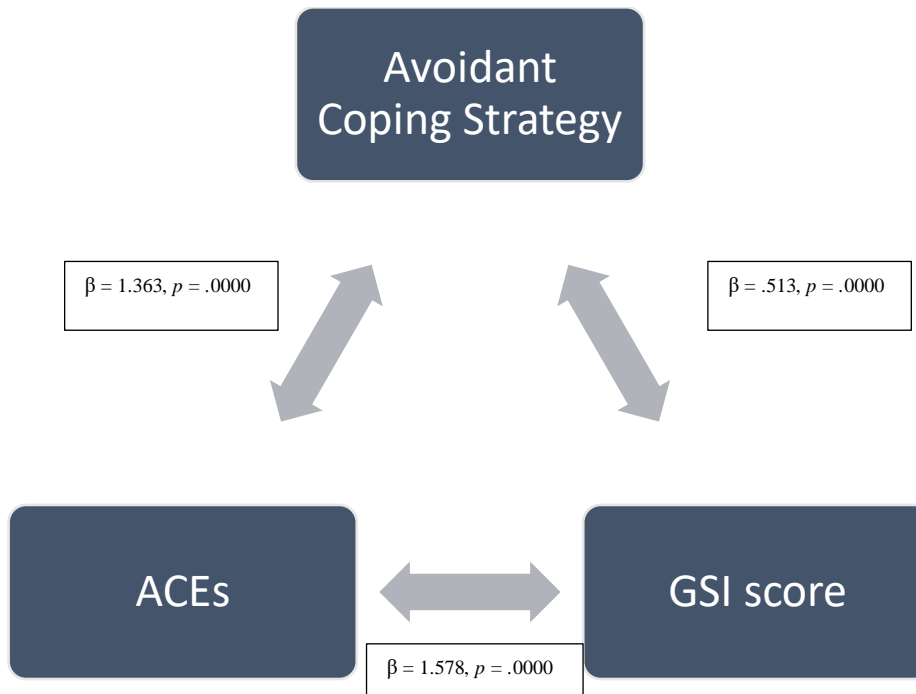 Avoidant
Coping Strategy
β = 1.363, p = .0000
β = .513, p = .0000
ACEs
GSI score
β = 1.578, p = .0000